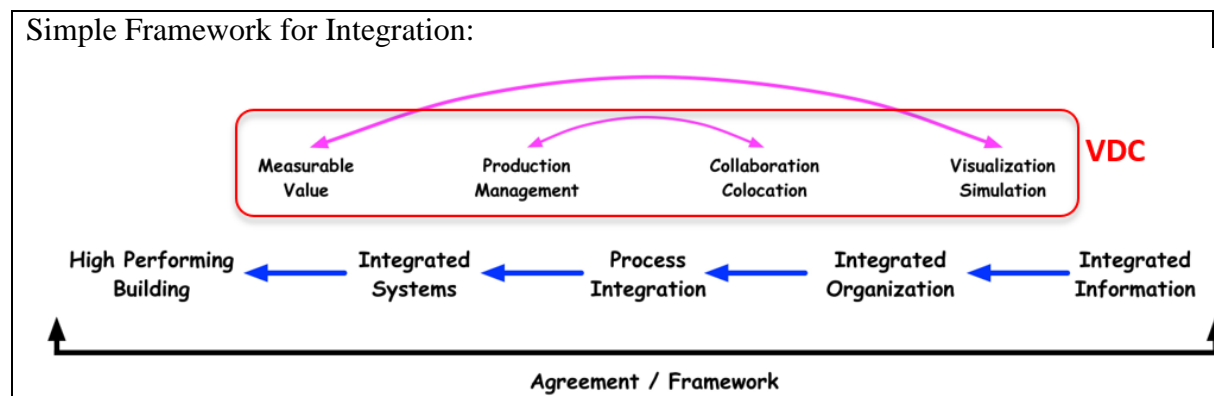 Simple Framework for Integration:
Measurable
Value
Production
Management
Collaboration
Colocation
Visualization
Simulation
VDC
High Performing
Building
Integrated
Systems
Process
Integration
Integrated
Organization
Integrated
Information
Agreement / Framework